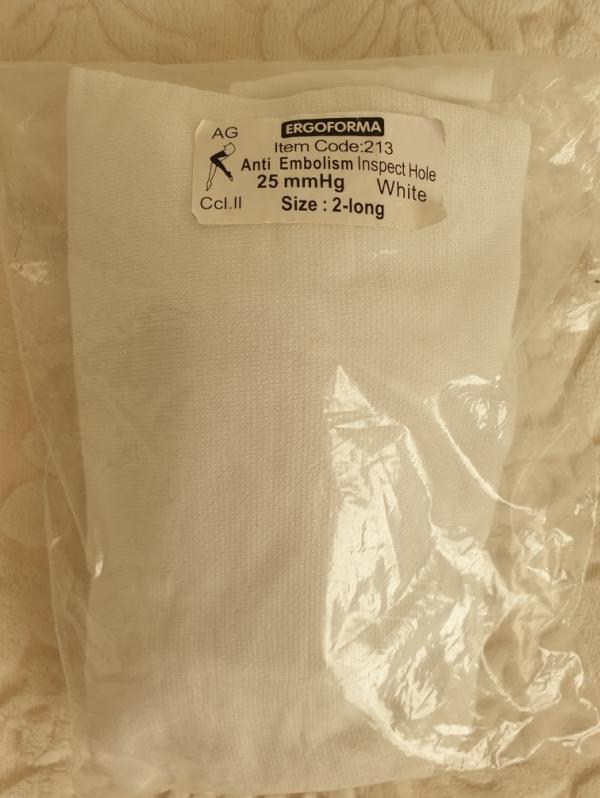 ERGOFORMA
AG
Item Code:213
Anti Embolism Inspect Hole
25 mmHg White
Ccl.II
Size : 2-long